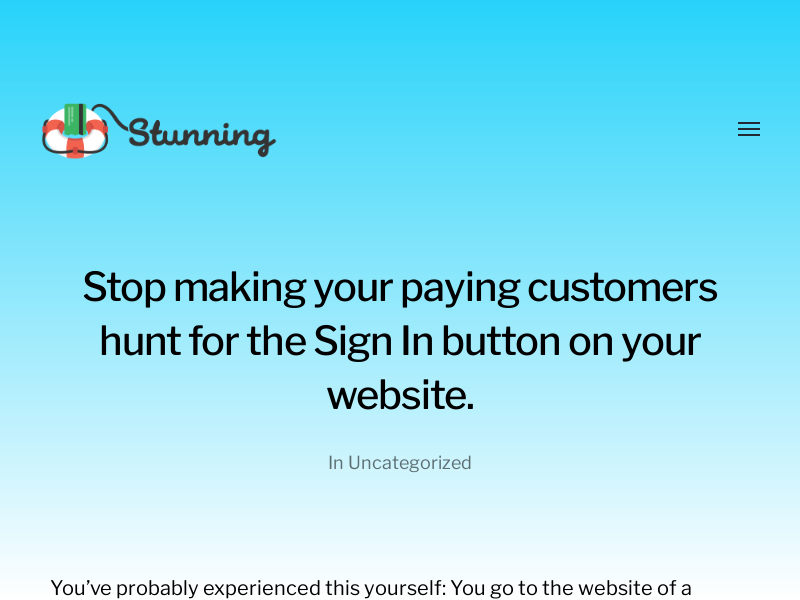 Stunning
Stop making your paying customers
hunt for the Sign In button on your
website.
In Uncategorized
You’ve probably experienced this yourself: You go to the website of a